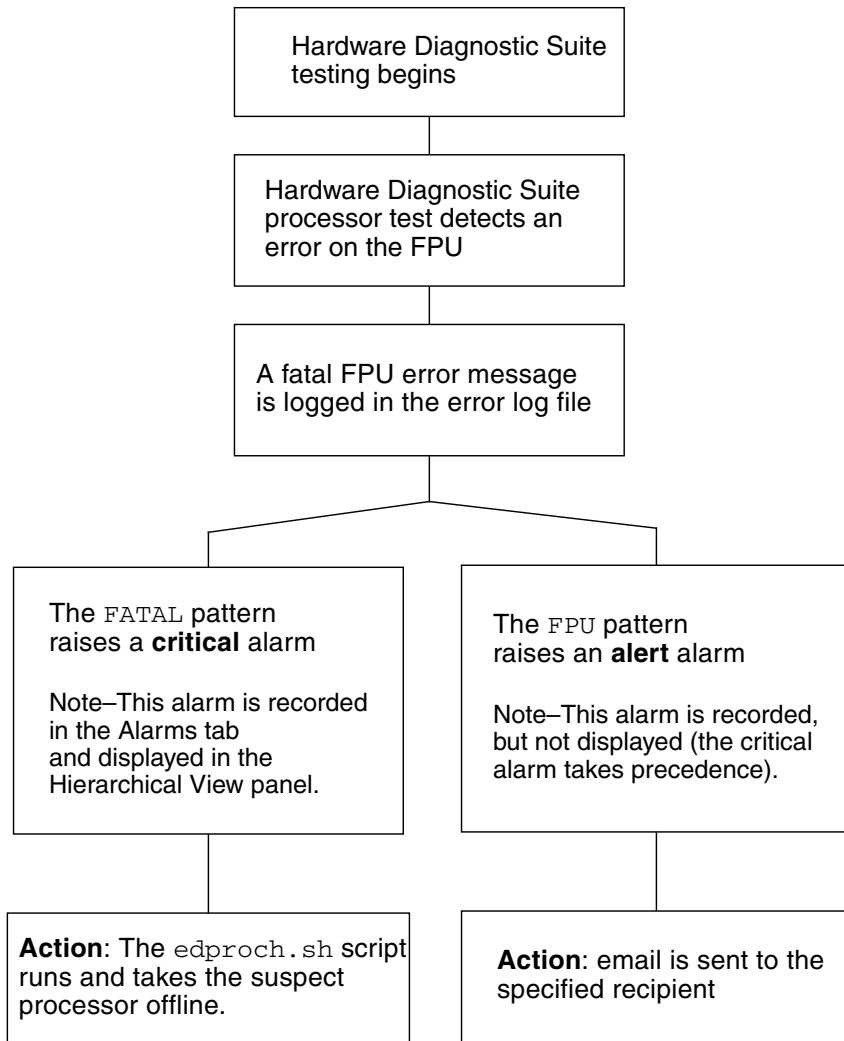 Hardware Diagnostic Suite
testing begins
Hardware Diagnostic Suite
processor test detects an
error on the FPU
A fatal FPU error message
is logged in the error log file
The FATAL pattern
raises a critical alarm
Note–This alarm is recorded
in the Alarms tab
and displayed in the
Hierarchical View panel.
The FPU pattern
raises an alert alarm
Note–This alarm is recorded,
but not displayed (the critical
alarm takes precedence).
Action: The edproch.sh script
runs and takes the suspect
processor offline.
Action: email is sent to the
specified recipient